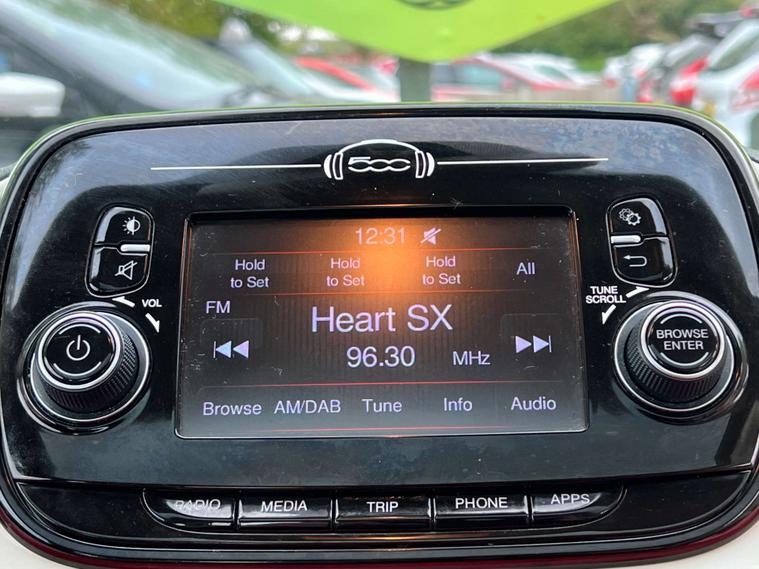 500
12:31
Hold to Set
Hold to Set
Hold to Set
All
VOL
TUNE
SCROLL
FM
Heart SX
96.30 MHz
BROWSE
ENTER
Browse AM/DAB Tune Info Audio
RADIO MEDIA TRIP PHONE APPS